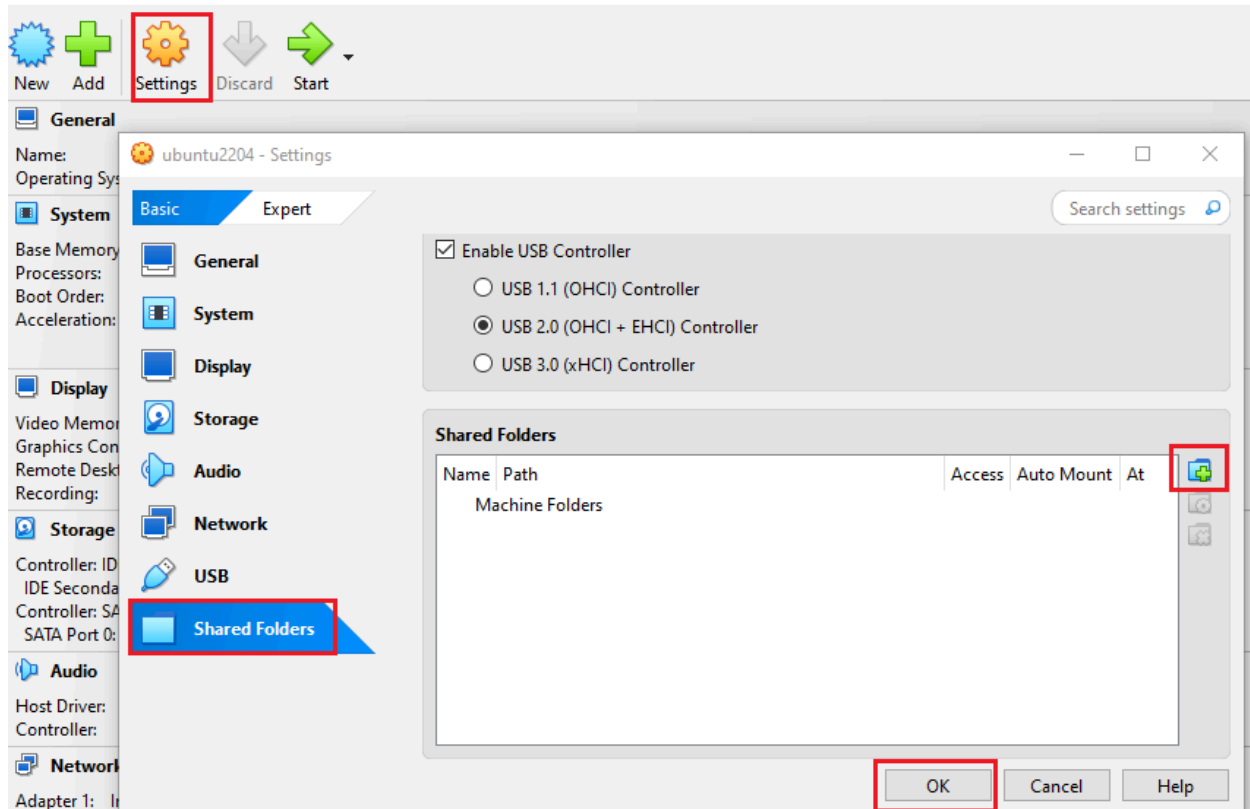 New Add Settings Discard Start
General
Name:
Operating Sys
System
Base Memory
Processors:
Boot Order:
Acceleration:
Display
Video Memor
Graphics Con
Remote Deskt
Recording:
Storage
Controller: ID
IDE Seconda
Controller: SA
SATA Port 0:
Audio
Host Driver:
Controller:
Network
Adapter 1: In
ubuntu2204 - Settings
Basic Expert
Search settings
General
System
Display
Storage
Audio
Network
USB
Shared Folders
Enable USB Controller
USB 1.1 (OHCI) Controller
USB 2.0 (OHCI + EHCI) Controller
USB 3.0 (xHCI) Controller
Shared Folders
Name Path Access Auto Mount At
Machine Folders
OK Cancel Help